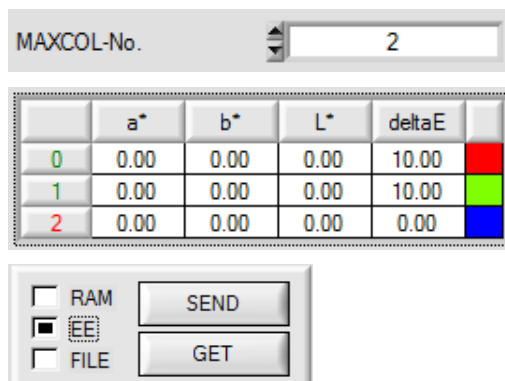 MAXCOL-No. 2
a* b* L* deltaE
0 0.00 0.00 0.00 10.00
1 0.00 0.00 0.00 10.00
2 0.00 0.00 0.00 0.00
RAM SEND
EE
FILE GET